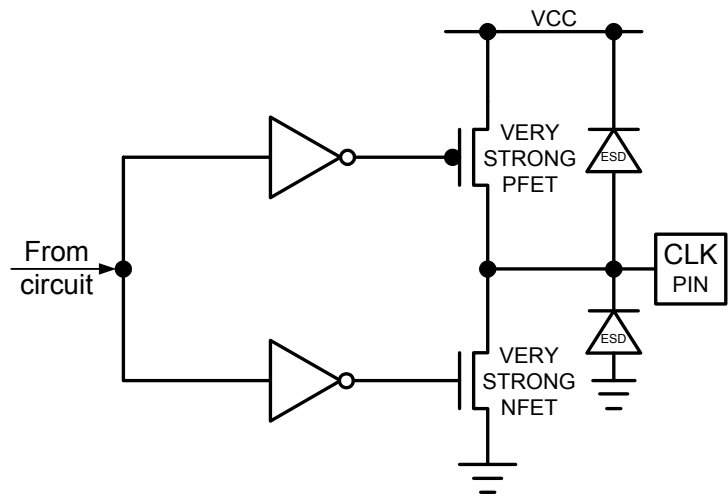 VCC
VERY
STRONG
PFET
ESD
From
circuit
CLK
PIN
ESD
VERY
STRONG
NFET